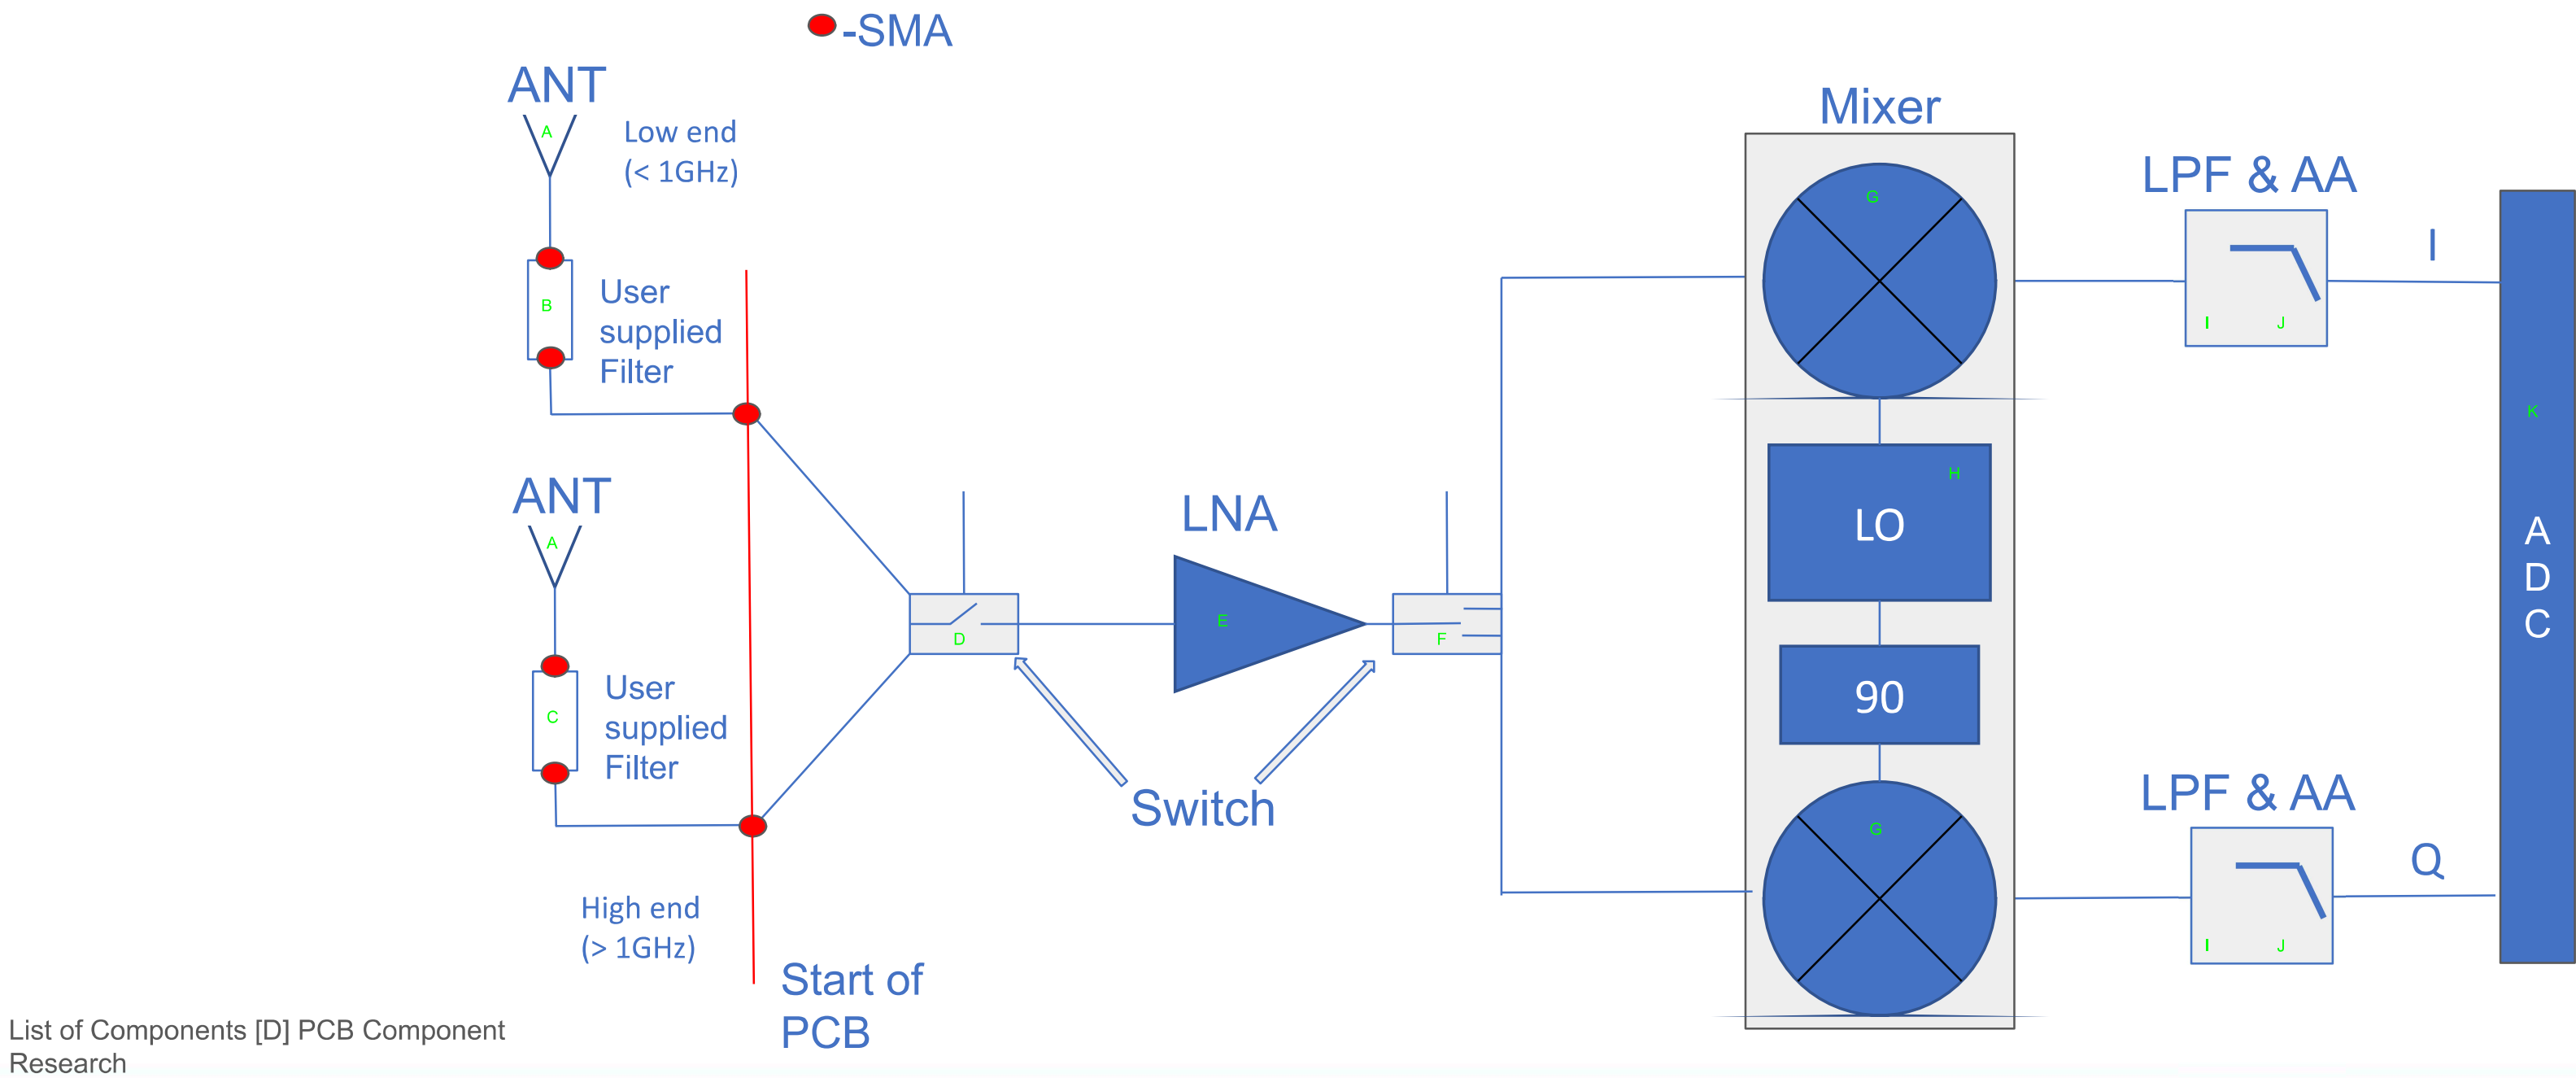 -SMA
ANT
A
Low end
(< 1GHz)
B
User
supplied
Filter
ANT
A
C
User
supplied
Filter
High end
(> 1GHz)
Start of
PCB
D
LNA
E
F
Switch
Mixer
G
H
LO
90
G
LPF & AA
I
J
I
LPF & AA
I
J
Q
K
A
D
C
List of Components [D] PCB Component
Research